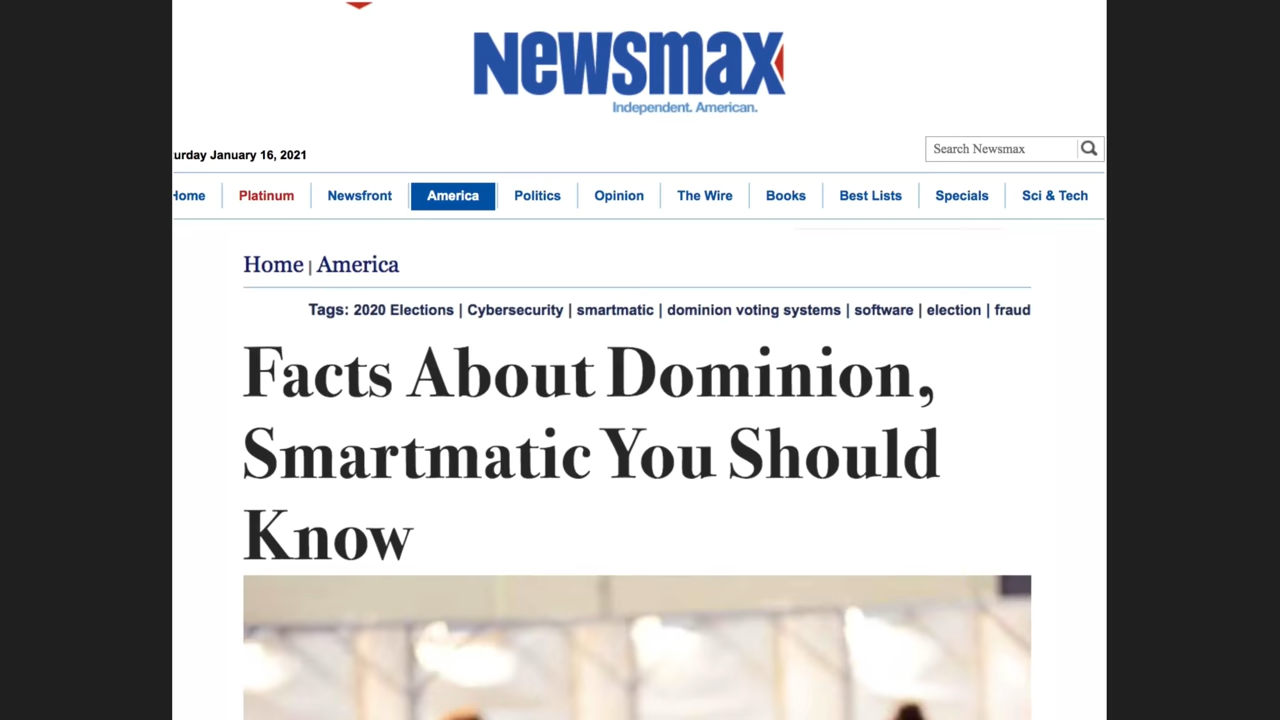 Newsmax
Independent. American.
urday January 16, 2021
Search Newsmax
Home Platinum Newsfront America Politics Opinion The Wire Books Best Lists Specials Sci & Tech
Home | America
Tags: 2020 Elections | Cybersecurity | smartmatic | dominion voting systems | software | election | fraud
Facts About Dominion,
Smartmatic You Should
Know